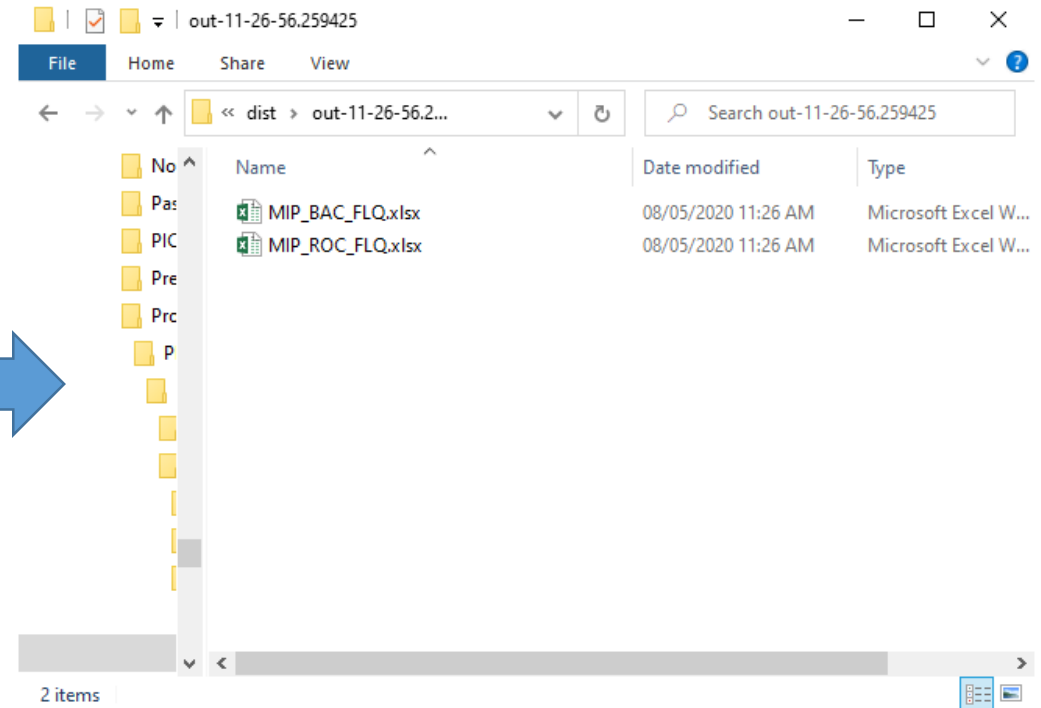 out-11-26-56.259425
File Home Share View
« dist › out-11-26-56.2... Search out-11-26-56.259425
Name Date modified Type
No
Pas
PIC
Pre
Prc
P
MIP_BAC_FLQ.xlsx 08/05/2020 11:26 AM Microsoft Excel W...
MIP_ROC_FLQ.xlsx 08/05/2020 11:26 AM Microsoft Excel W...
2 items